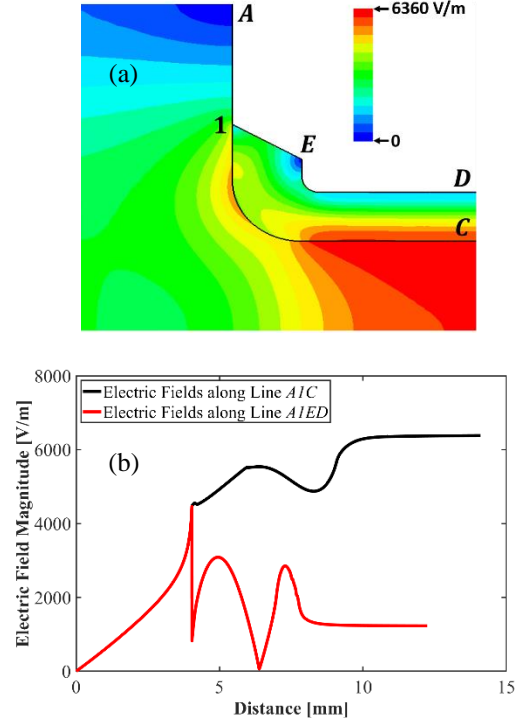 A
6360 V/m
(a)
0
1
E
D
C
8000
Electric Fields along Line A1C
Electric Fields along Line A1ED
(b)
6000
4000
2000
0
Electric Field Magnitude [V/m]
0 5 10 15
Distance [mm]